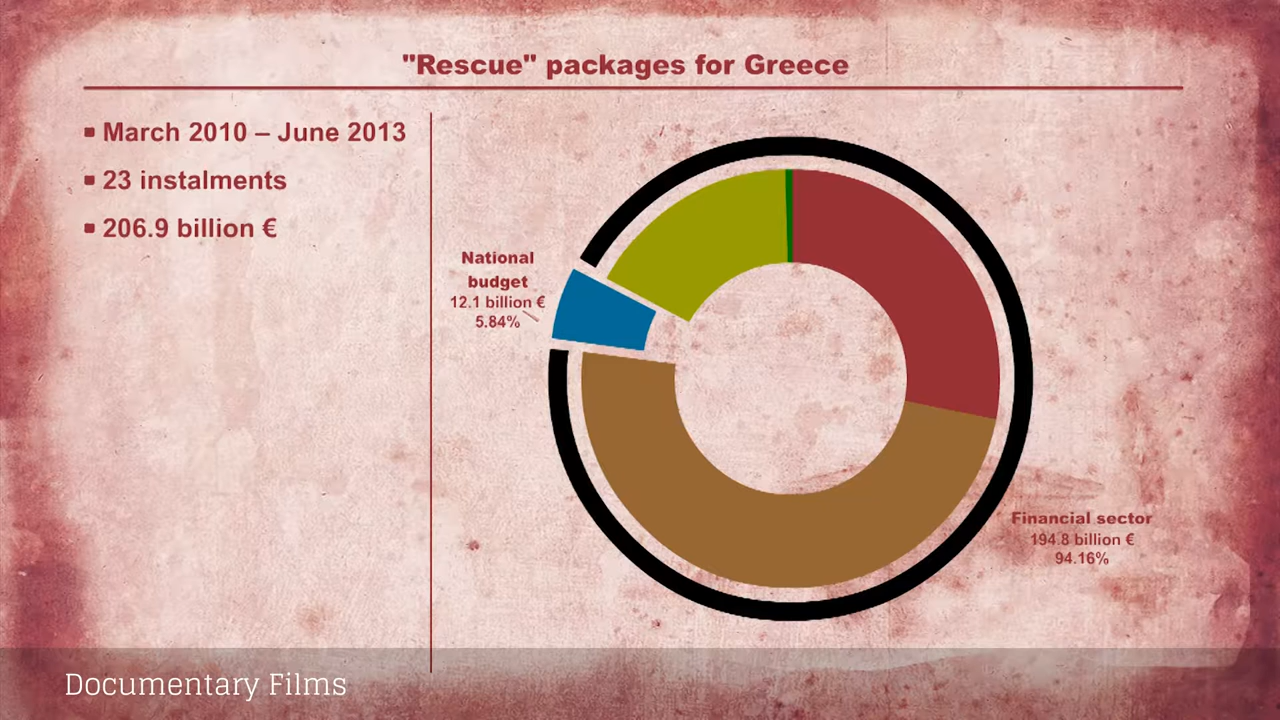 "Rescue" packages for Greece
▪ March 2010 – June 2013
▪ 23 instalments
▪ 206.9 billion €
National
budget
12.1 billion €
5.84%
Financial sector
194.8 billion €
94.16%
Documentary Films